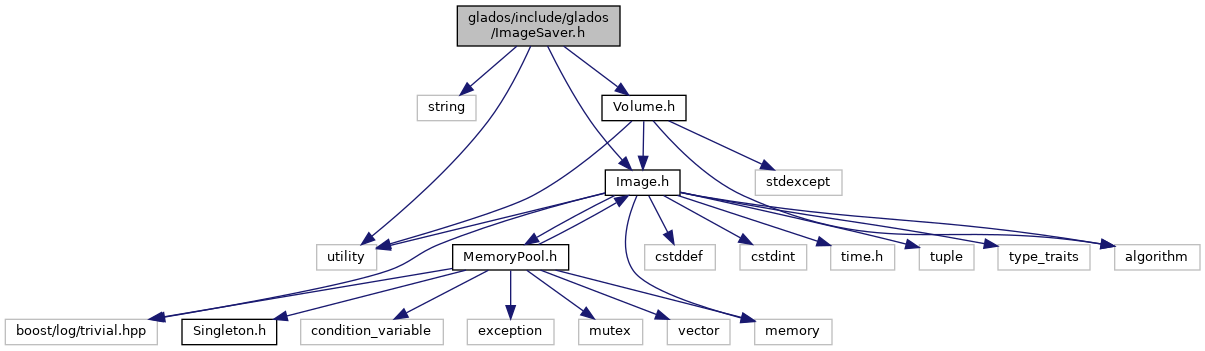 glados/include/glados
/ImageSaver.h
string
Volume.h
Image.h
stdexcept
utility
MemoryPool.h
cstddef
cstdint
time.h
tuple
type_traits
algorithm
boost/log/trivial.hpp
Singleton.h
condition_variable
exception
mutex
vector
memory